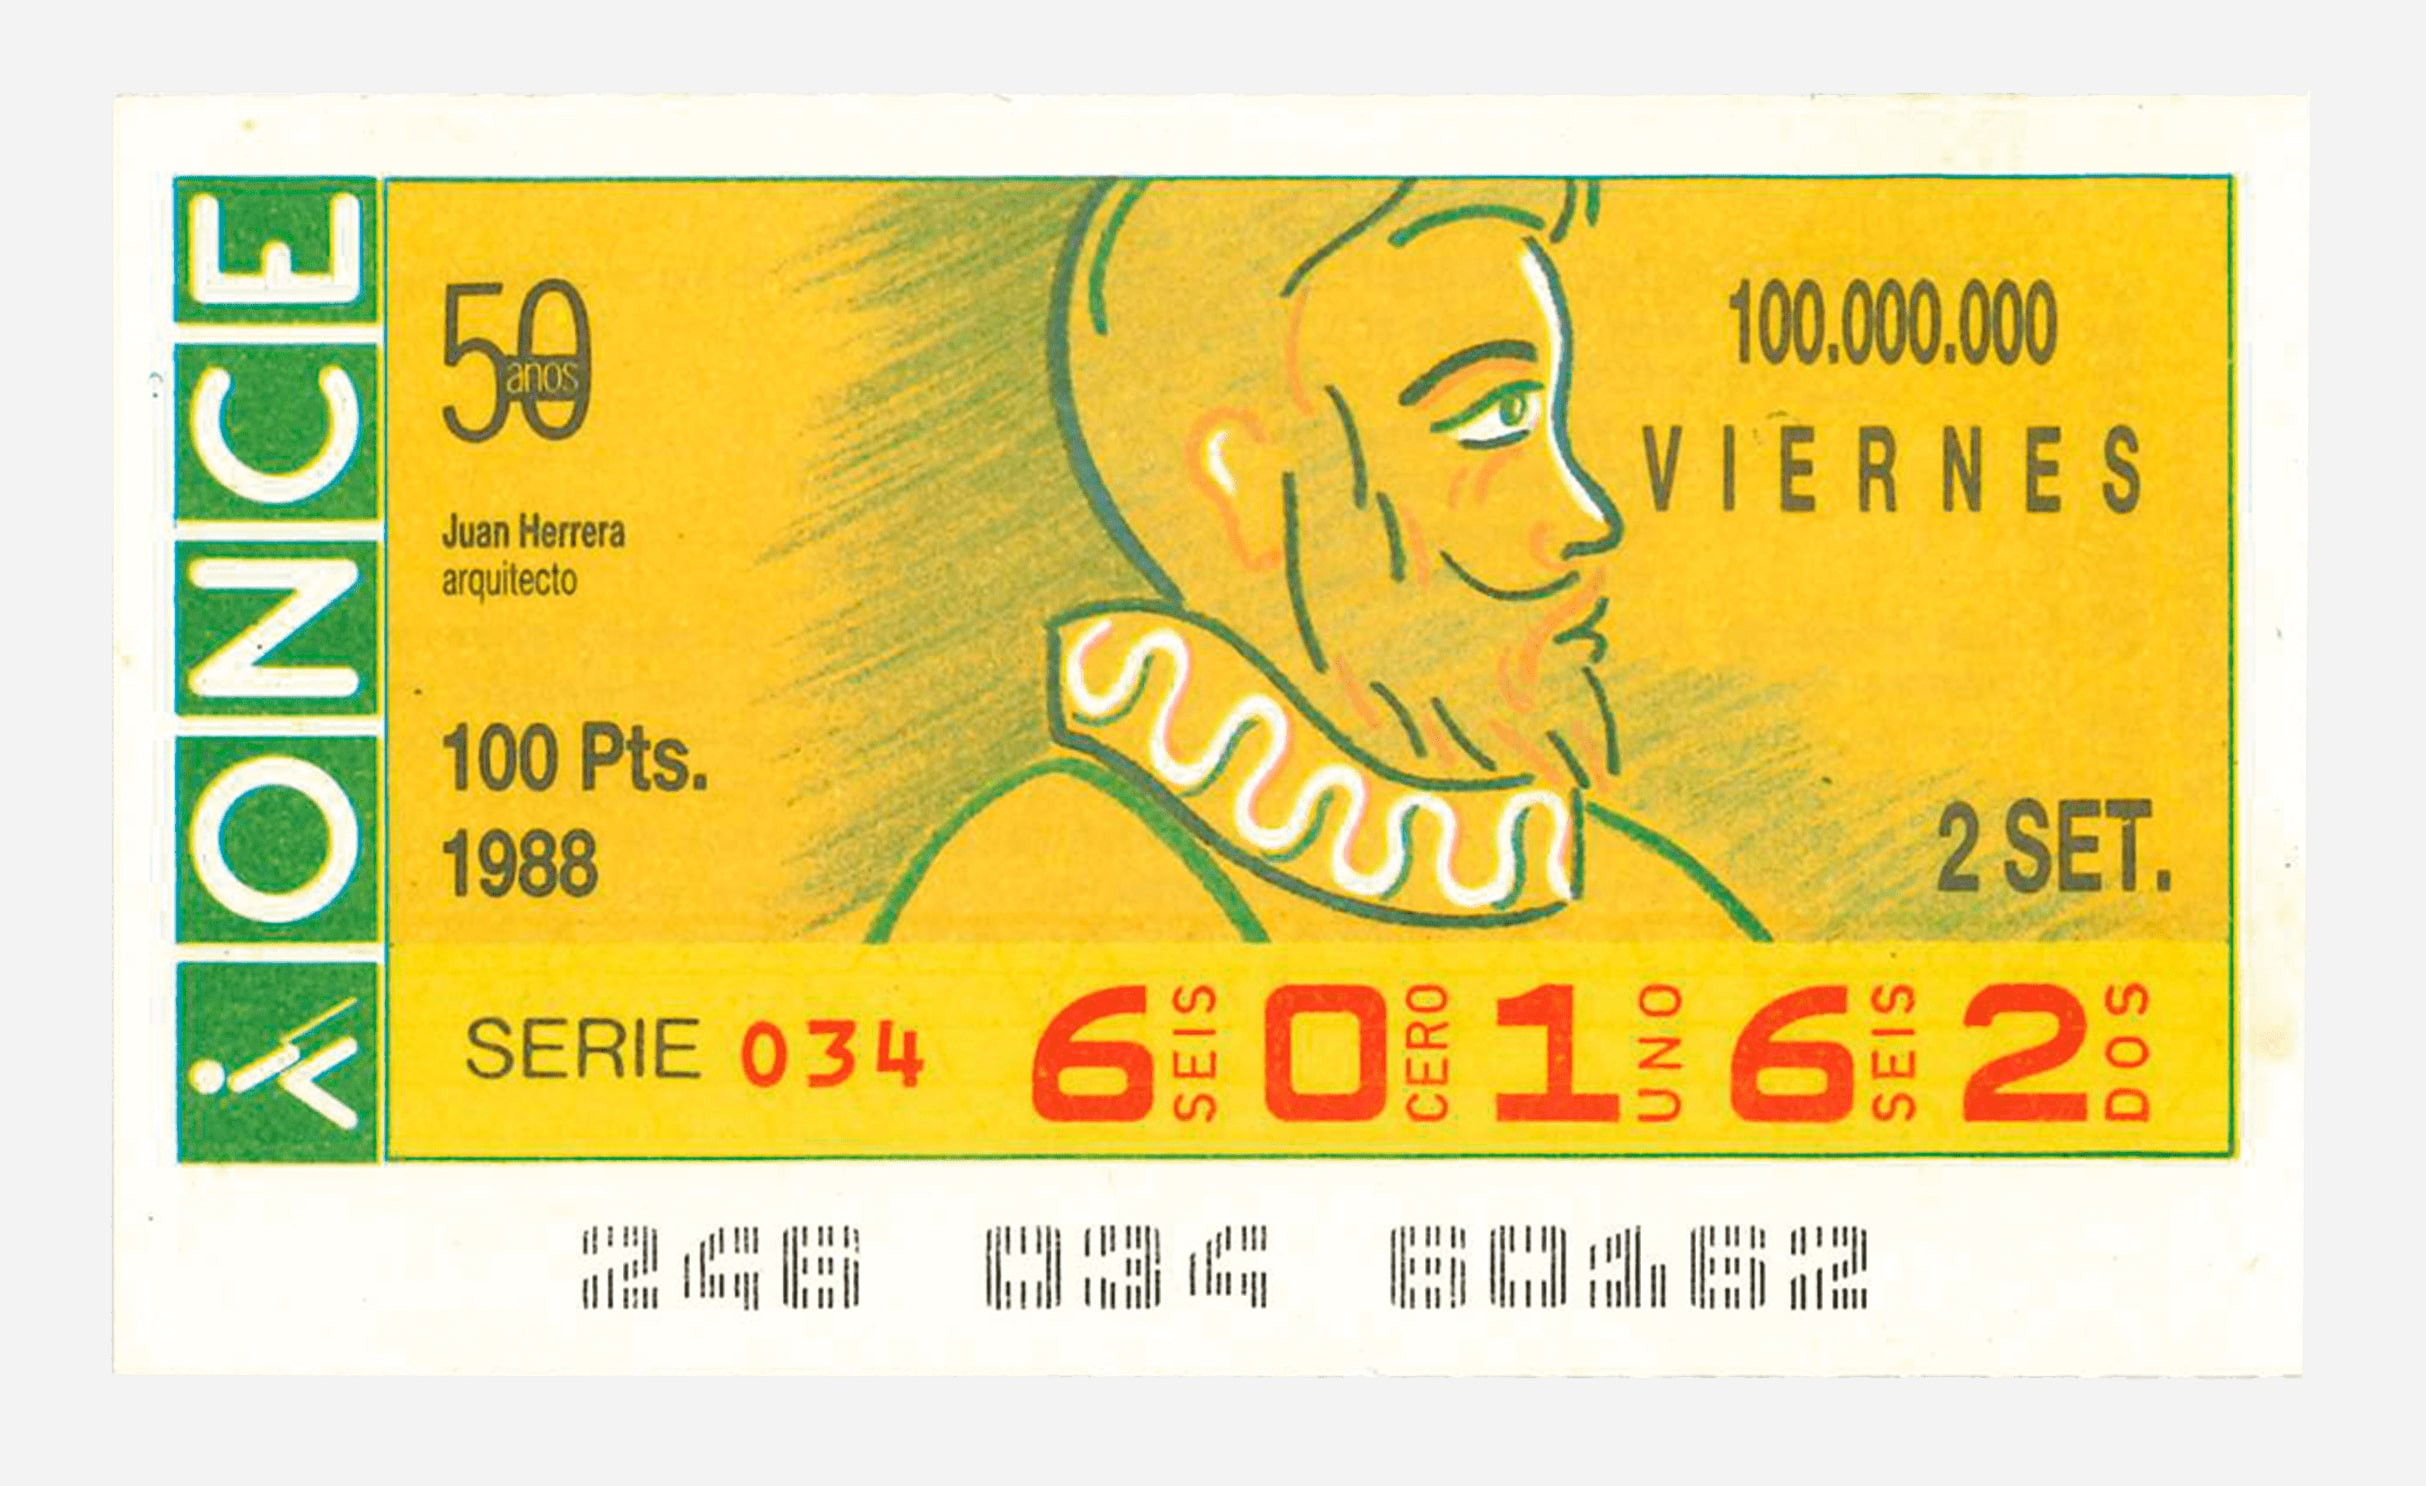 ONCE
50
años
Juan Herrera
arquitecto
100 Pts.
1988
100.000.000
VIERNES
2 SET.
SERIE 034
6 SEIS 0 CERO 1 UNO 6 SEIS 2 DOS
246 034 60162